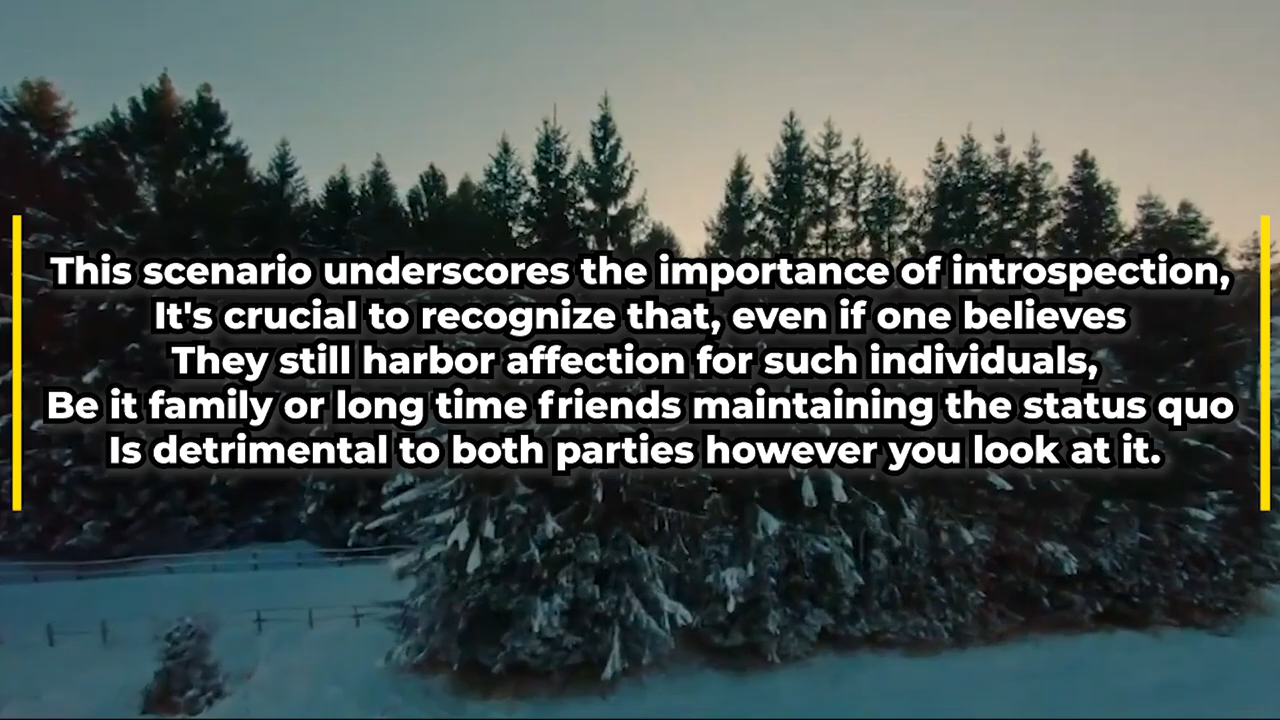 This scenario underscores the importance of introspection,
It's crucial to recognize that, even if one believes
They still harbor affection for such individuals,
Be it family or long time friends maintaining the status quo
Is detrimental to both parties however you look at it.